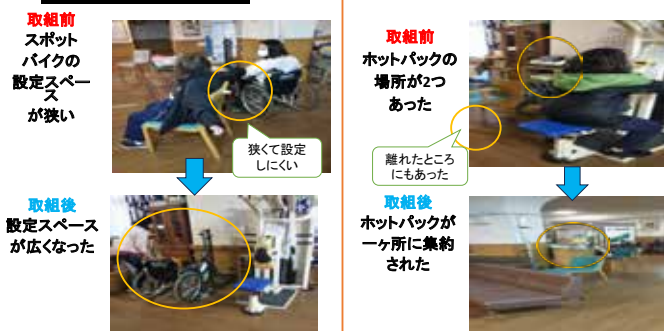 取組前
スポット
バイクの
設定スペー
ス
が狭い
狭くて設定
しにくい
取組後
設定スペース
が広くなった
取組前
ホットパックの
場所が2つ
あった
離れたところ
にもあった
取組後
ホットパックが
一ヶ所に集約
された